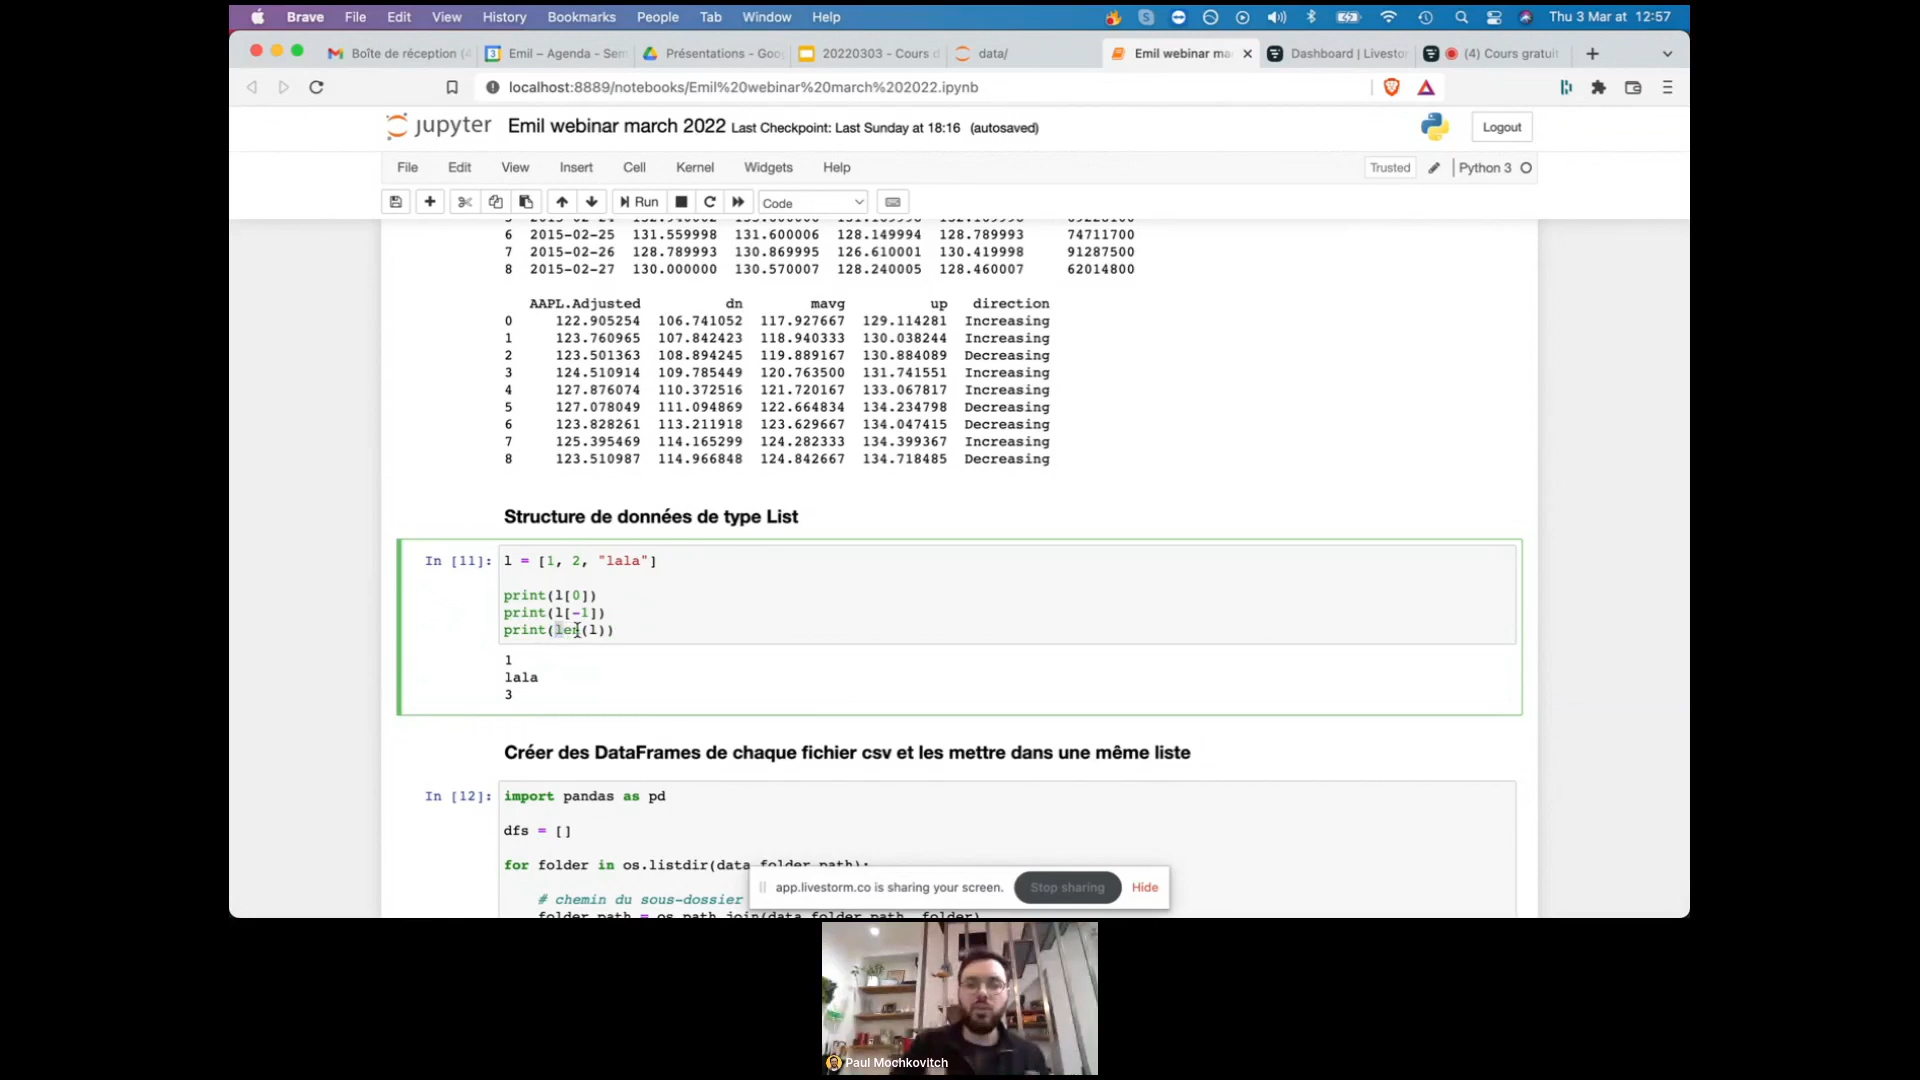 Brave File Edit View History Bookmarks People Tab Window Help Thu 3 Mar at 12:57
Boîte de réception (4 Emil – Agenda - Sem Présentations - Goo 20220303 - Cours d data/ Emil webinar ma Dashboard | Livestor (4) Cours gratuit
localhost:8889/notebooks/Emil%20webinar%20march%202022.ipynb
jupyter Emil webinar march 2022 Last Checkpoint: Last Sunday at 18:16 (autosaved) Logout
File Edit View Insert Cell Kernel Widgets Help Trusted Python 3
Run Code
6 2015-02-25 131.559998 131.600006 128.149994 128.789993 74711700
7 2015-02-26 128.789993 130.869995 126.610001 130.419998 91287500
8 2015-02-27 130.000000 130.570007 128.240005 128.460007 62014800
AAPL.Adjusted dn mavg up direction
0 122.905254 106.741052 117.927667 129.114281 Increasing
1 123.760965 107.842423 118.940333 130.038244 Increasing
2 123.501363 108.894245 119.889167 130.884089 Decreasing
3 124.510914 109.785449 120.763500 131.741551 Increasing
4 127.876074 110.372516 121.720167 133.067817 Increasing
5 127.078049 111.094869 122.664834 134.234798 Decreasing
6 123.828261 113.211918 123.629667 134.047415 Decreasing
7 125.395469 114.165299 124.282333 134.399367 Increasing
8 123.510987 114.966848 124.842667 134.718485 Decreasing
Structure de données de type List
In [11]: l = [1, 2, "lala"]
print(l[0])
print(l[-1])
print(len(l))
1
lala
3
Créer des DataFrames de chaque fichier csv et les mettre dans une même liste
In [12]: import pandas as pd
dfs = []
for folder in os.listdir(data_folder_path):
# chemin du sous-dossier
folder_path = os.path.join(data_folder_path, folder)
app.livestorm.co is sharing your screen. Stop sharing Hide
Paul Mochkovitch